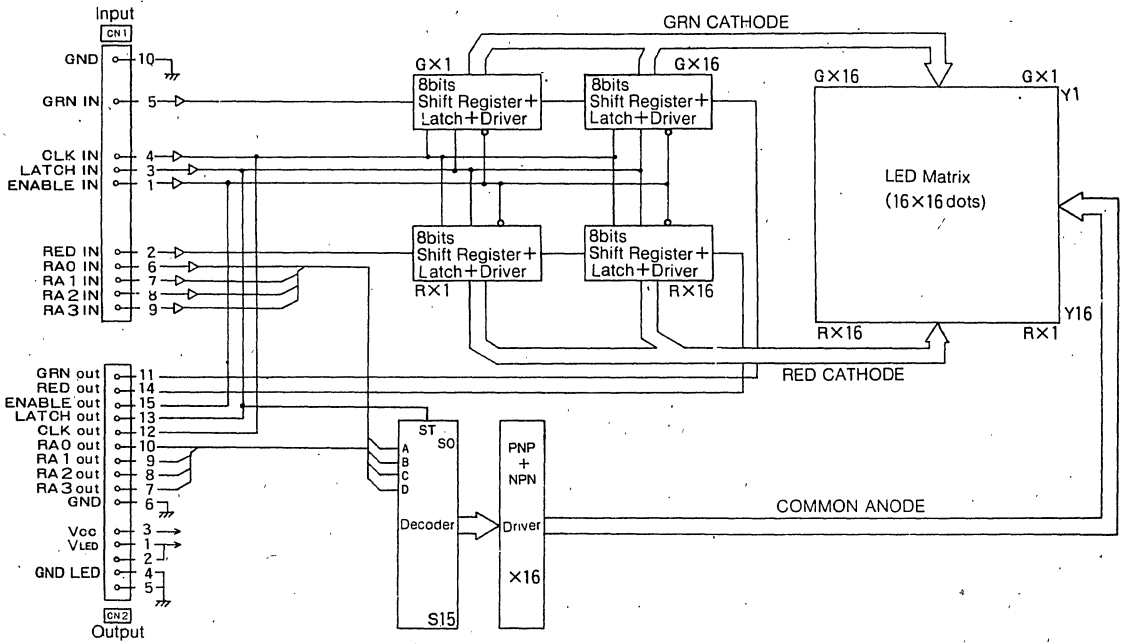 Input
CN1
GND 10
GRN IN 5
CLK IN 4
LATCH IN 3
ENABLE IN 1
RED IN 2
RA0 IN 6
RA1 IN 7
RA2 IN 8
RA3 IN 9
GRN out 11
RED out 14
ENABLE out 15
LATCH out 13
CLK out 12
RA0 out 10
RA1 out 9
RA2 out 8
RA3 out 7
GND 6
Vcc 3
VLED 1
2
GND LED 4
5
CN2
Output
G×1
8bits
Shift Register+
Latch+Driver
G×16
8bits
Shift Register+
Latch+Driver
8bits
Shift Register+
Latch+Driver
R×1
8bits
Shift Register+
Latch+Driver
R×16
GRN CATHODE
G×16
G×1
Y1
LED Matrix
(16×16 dots)
Y16
R×16
R×1
RED CATHODE
ST
S0
A
B
C
D
Decoder
S15
PNP
+
NPN
Driver
×16
COMMON ANODE